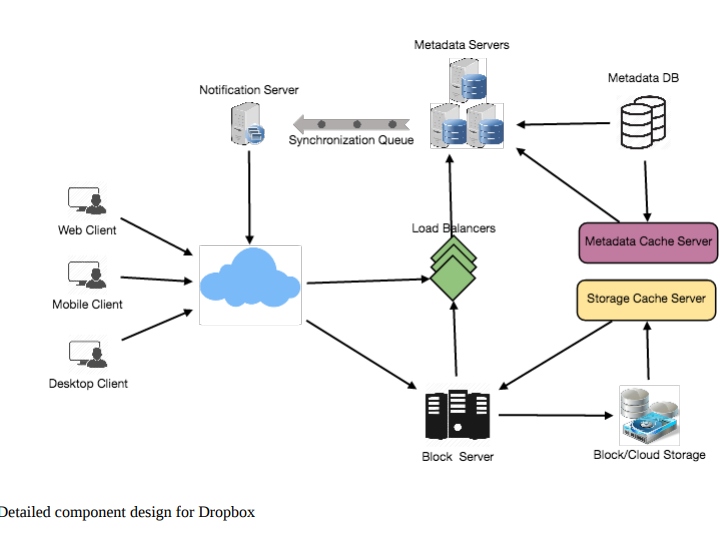 Metadata Servers
Metadata DB
Notification Server
Synchronization Queue
Web Client
Load Balancers
Metadata Cache Server
Mobile Client
Storage Cache Server
Desktop Client
Block Server
Block/Cloud Storage
Detailed component design for Dropbox